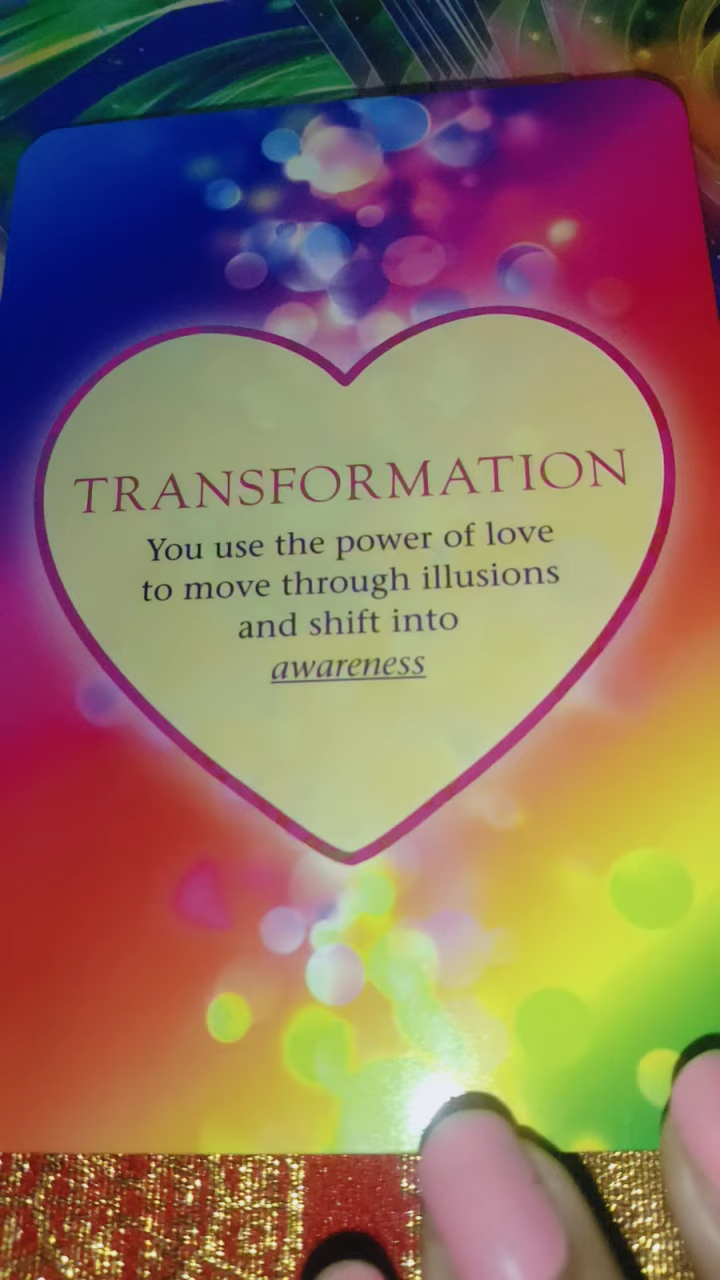 TRANSFORMATION
You use the power of love
to move through illusions
and shift into
awareness